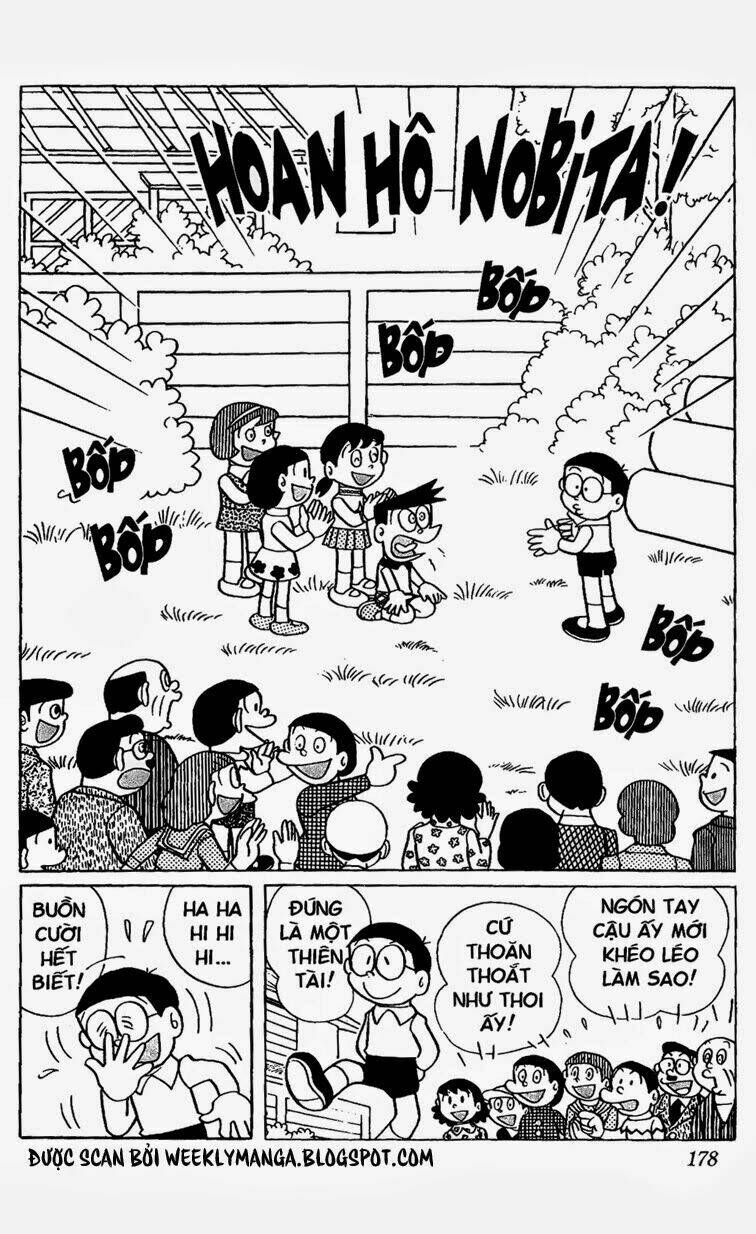 HOAN HÔ NOBITA!
BỐP
BỐP
BỐP
BỐP
BỐP
BỐP
BUỒN
CƯỜI
HẾT
BIẾT!
HA HA
HI HI
HI...
ĐÚNG
LÀ MỘT
THIÊN
TÀI!
CỨ
THOĂN
THOẮT
NHƯ THOI
ẤY!
NGÓN TAY
CẬU ẤY MỚI
KHÉO LÉO
LÀM SAO!
ĐƯỢC SCAN BỞI WEEKLYMANGA.BLOGSPOT.COM
178